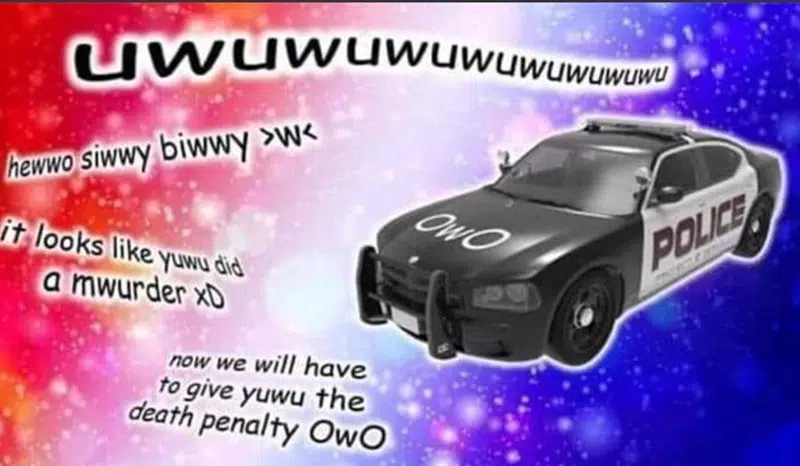 uwuwuwuwuwuwuwuwuwu
hewwo siwwy biwwy >w<
it looks like yuwu did
a mwurder xD
OwO
POLICE
now we will have
to give yuwu the
death penalty OwO